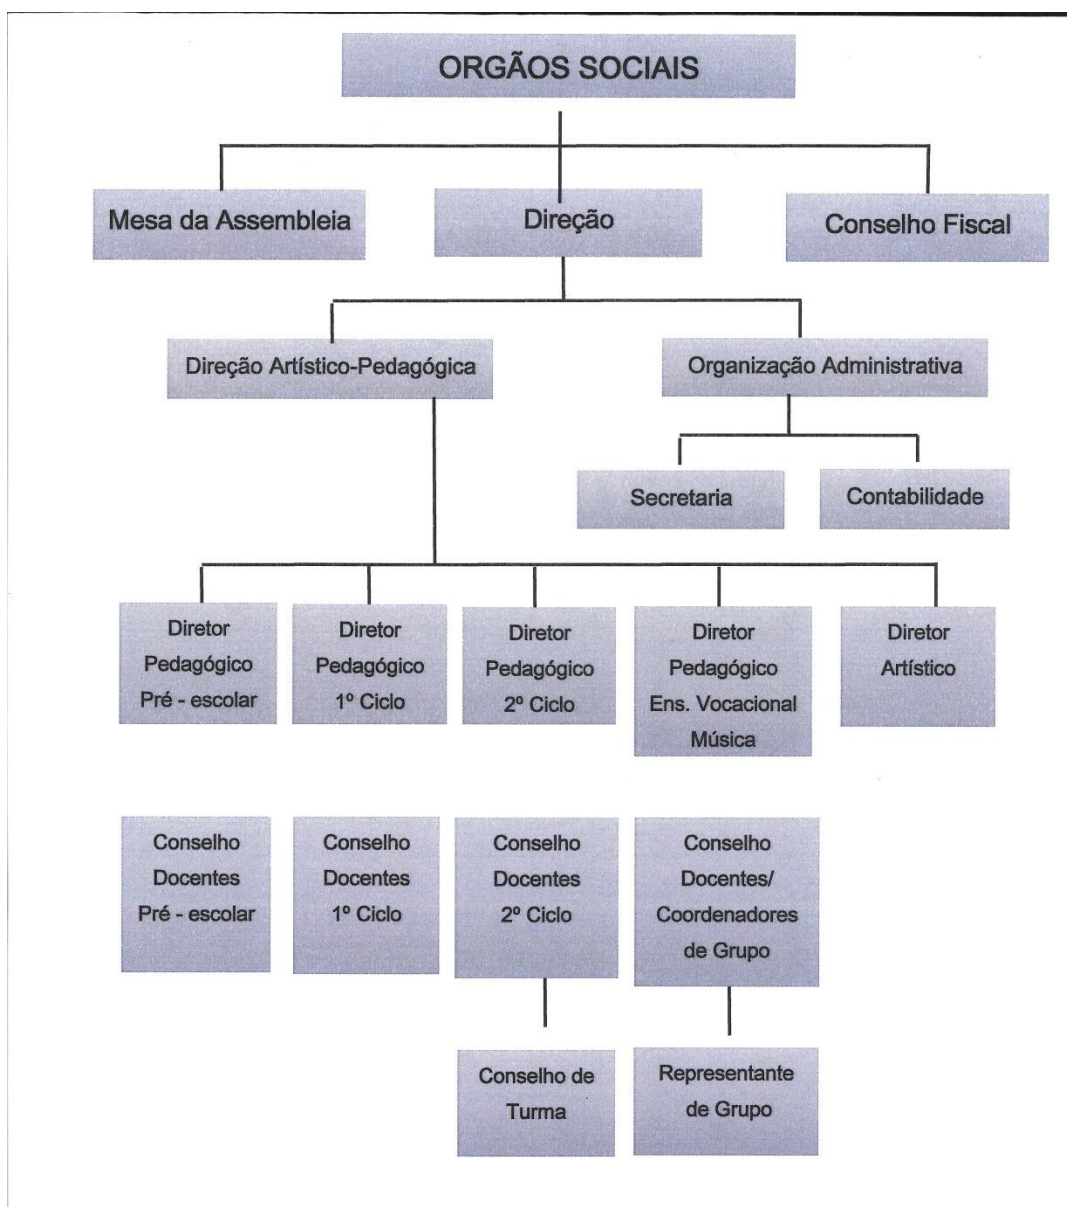 ORGÃOS SOCIAIS
Mesa da Assembleia
Direção
Conselho Fiscal
Direção Artístico-Pedagógica
Organização Administrativa
Secretaria
Contabilidade
Diretor
Pedagógico
Pré - escolar
Diretor
Pedagógico
1º Ciclo
Diretor
Pedagógico
2º Ciclo
Diretor
Pedagógico
Ens. Vocacional
Música
Diretor
Artístico
Conselho
Docentes
Pré - escolar
Conselho
Docentes
1º Ciclo
Conselho
Docentes
2º Ciclo
Conselho
Docentes/
Coordenadores
de Grupo
Conselho de
Turma
Representante
de Grupo